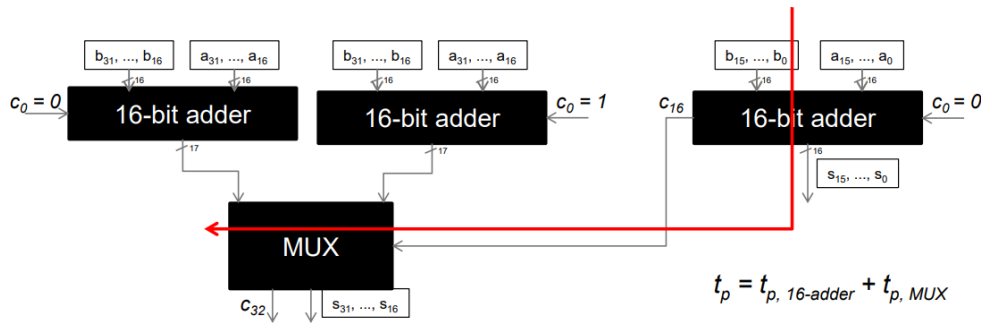 b31, ..., b16
a31, ..., a16
b31, ..., b16
a31, ..., a16
b15, ..., b0
a15, ..., a0
16
16
16
16
16
16
c0 = 0
16-bit adder
16-bit adder
c0 = 1
c16
16-bit adder
c0 = 0
17
17
16
s15, ..., s0
MUX
c32
s31, ..., s16
tp = tp, 16-adder + tp, MUX